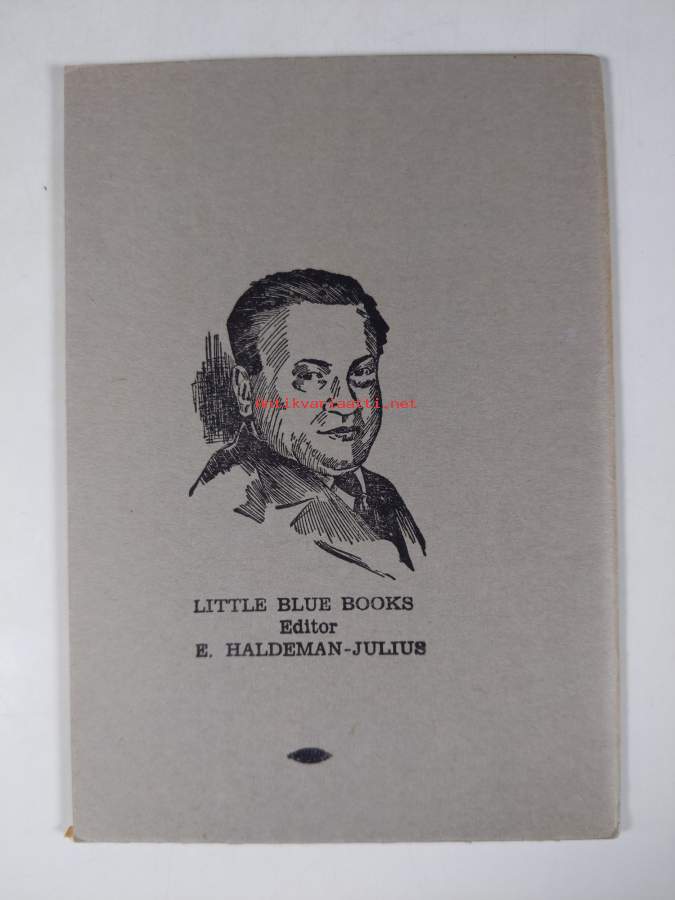 antikvariaatti.net
LITTLE BLUE BOOKS
Editor
E. HALDEMAN-JULIUS